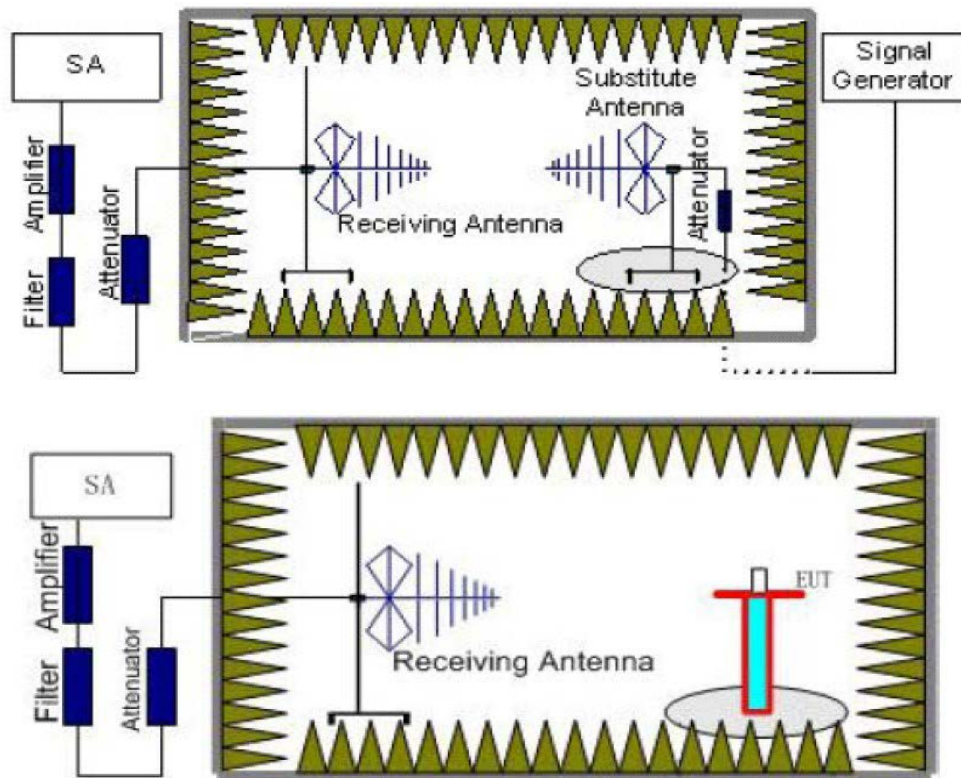 SA
Signal
Generator
Substitute
Antenna
Amplifier
Attenuator
Receiving Antenna
Attenuator
Filter
SA
Amplifier
EUT
Receiving Antenna
Filter
Attenuator